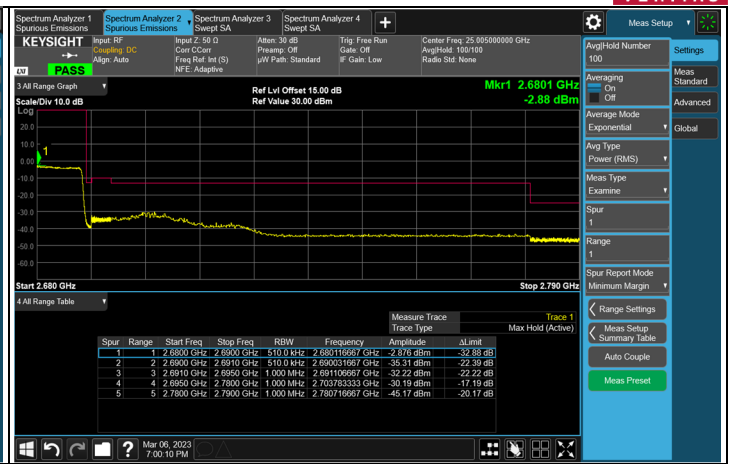 Spectrum Analyzer 1
Spurious Emissions
Spectrum Analyzer 2
Spurious Emissions
Spectrum Analyzer 3
Swept SA
Spectrum Analyzer 4
Swept SA
Meas Setup
KEYSIGHT
LXI
PASS
Input: RF
Coupling: DC
Align: Auto
Input Z: 50 Ω
Corr CCorr
Freq Ref: Int (S)
NFE: Adaptive
Atten: 30 dB
Preamp: Off
µW Path: Standard
Trig: Free Run
Gate: Off
IF Gain: Low
Center Freq: 25.005000000 GHz
Avg|Hold: 100/100
Radio Std: None
3 All Range Graph
Scale/Div 10.0 dB
Ref Lvl Offset 15.00 dB
Ref Value 30.00 dBm
Mkr1 2.6801 GHz
-2.88 dBm
Log
20.0
10.0
0.00
-10.0
-20.0
-30.0
-40.0
-50.0
-60.0
1
Start 2.680 GHz
Stop 2.790 GHz
4 All Range Table
Measure Trace Trace 1
Trace Type Max Hold (Active)
Spur Range Start Freq Stop Freq RBW Frequency Amplitude ΔLimit
1 1 2.6800 GHz 2.6900 GHz 510.0 kHz 2.680116667 GHz -2.876 dBm -32.88 dB
2 2 2.6900 GHz 2.6910 GHz 510.0 kHz 2.690031667 GHz -35.31 dBm -22.39 dB
3 3 2.6910 GHz 2.6950 GHz 1.000 MHz 2.691106667 GHz -32.22 dBm -22.22 dB
4 4 2.6950 GHz 2.7800 GHz 1.000 MHz 2.703783333 GHz -30.19 dBm -17.19 dB
5 5 2.7800 GHz 2.7900 GHz 1.000 MHz 2.780716667 GHz -45.17 dBm -20.17 dB
Mar 06, 2023
7:00:10 PM
?
Avg|Hold Number
100
Averaging
On
Off
Average Mode
Exponential
Avg Type
Power (RMS)
Meas Type
Examine
Spur
1
Range
1
Spur Report Mode
Minimum Margin
Range Settings
Meas Setup
Summary Table
Auto Couple
Meas Preset
Settings
Meas
Standard
Advanced
Global